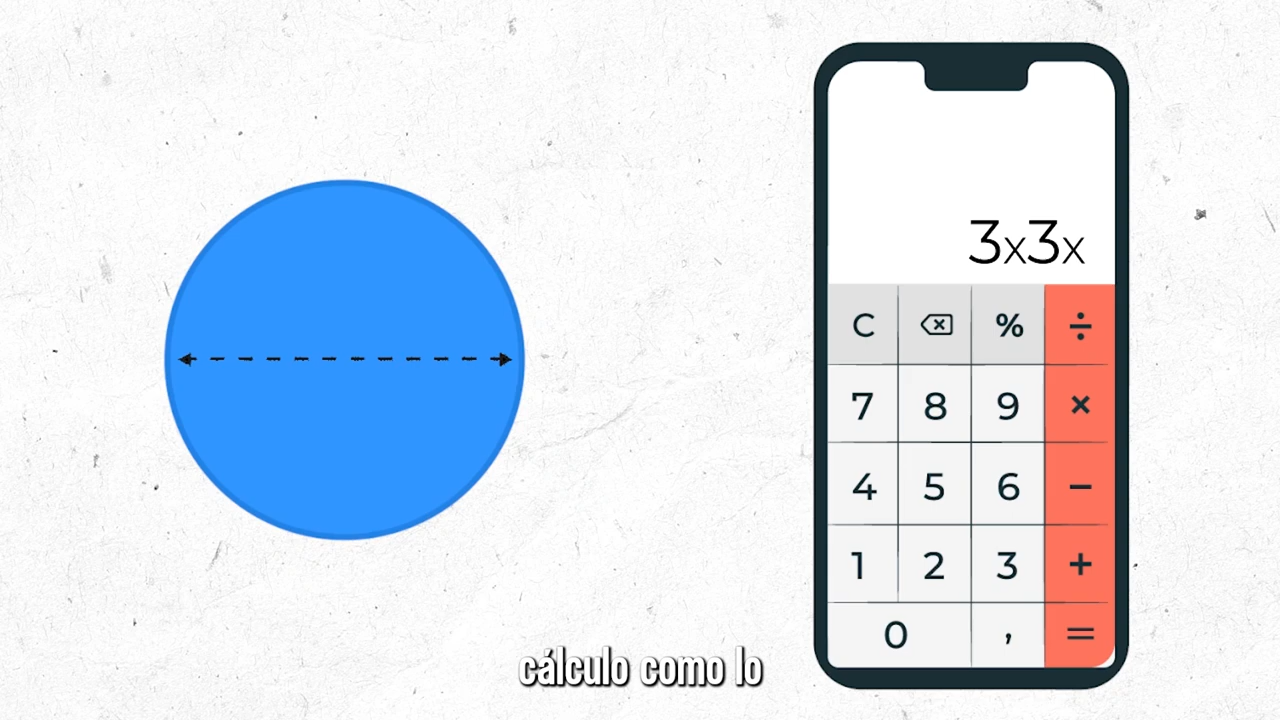 3x3x
C % ÷
7 8 9 ×
4 5 6 −
1 2 3 +
0 , =
cálculo como lo